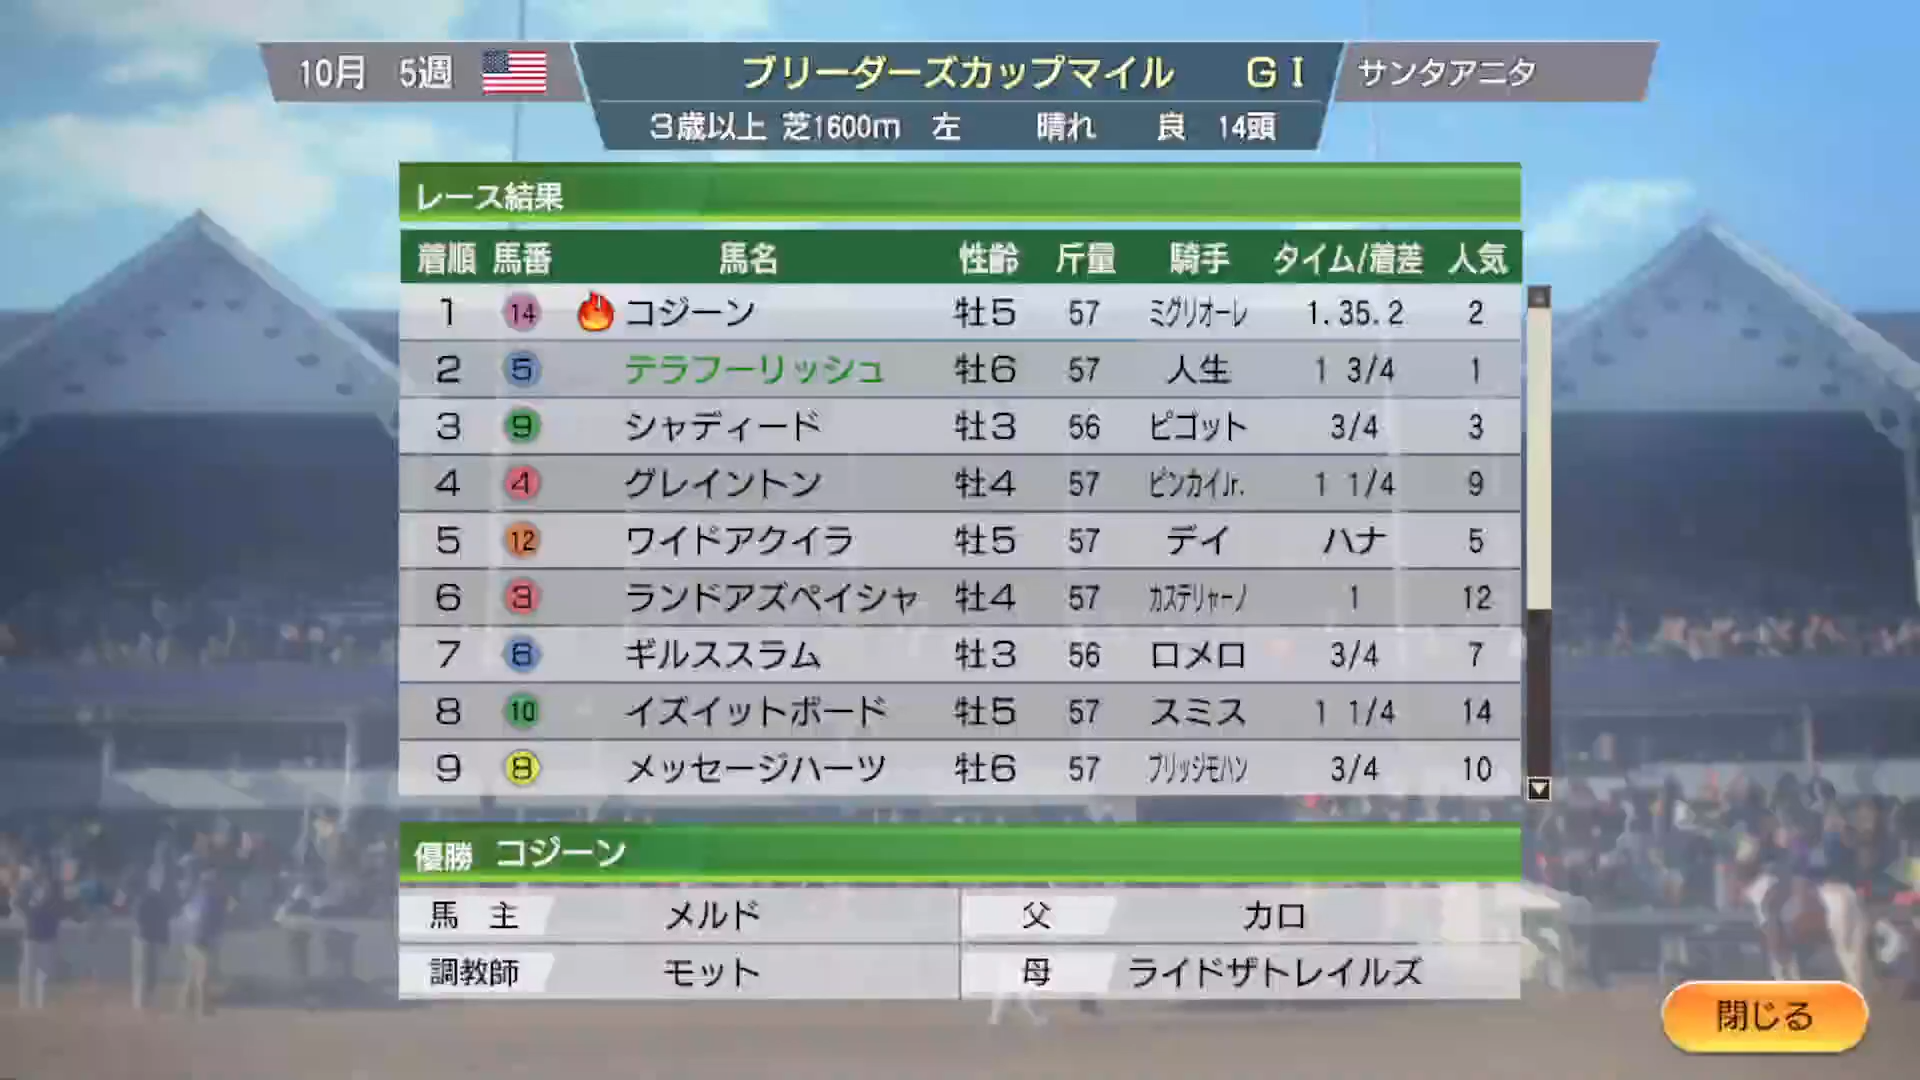 10月 5週 ブリーダーズカップマイル GI サンタアニタ
3歳以上 芝1600m 左 晴れ 良 14頭
レース結果
着順 馬番 馬名 性齢 斤量 騎手 タイム/着差 人気
1 14 コジーン 牡5 57 ミグリオーレ 1.35.2 2
2 5 テラフーリッシュ 牡6 57 人生 1 3/4 1
3 9 シャディード 牡3 56 ピゴット 3/4 3
4 4 グレイントン 牡4 57 ピンカイJr. 1 1/4 9
5 12 ワイドアクイラ 牡5 57 デイ ハナ 5
6 3 ランドアズペイシャ 牡4 57 カステリャーノ 1 12
7 6 ギルススラム 牡3 56 ロメロ 3/4 7
8 10 イズイットボード 牡5 57 スミス 1 1/4 14
9 8 メッセージハーツ 牡6 57 ブリッジモハン 3/4 10
優勝 コジーン
馬主 メルド 父 カロ
調教師 モット 母 ライドザトレイルズ
閉じる